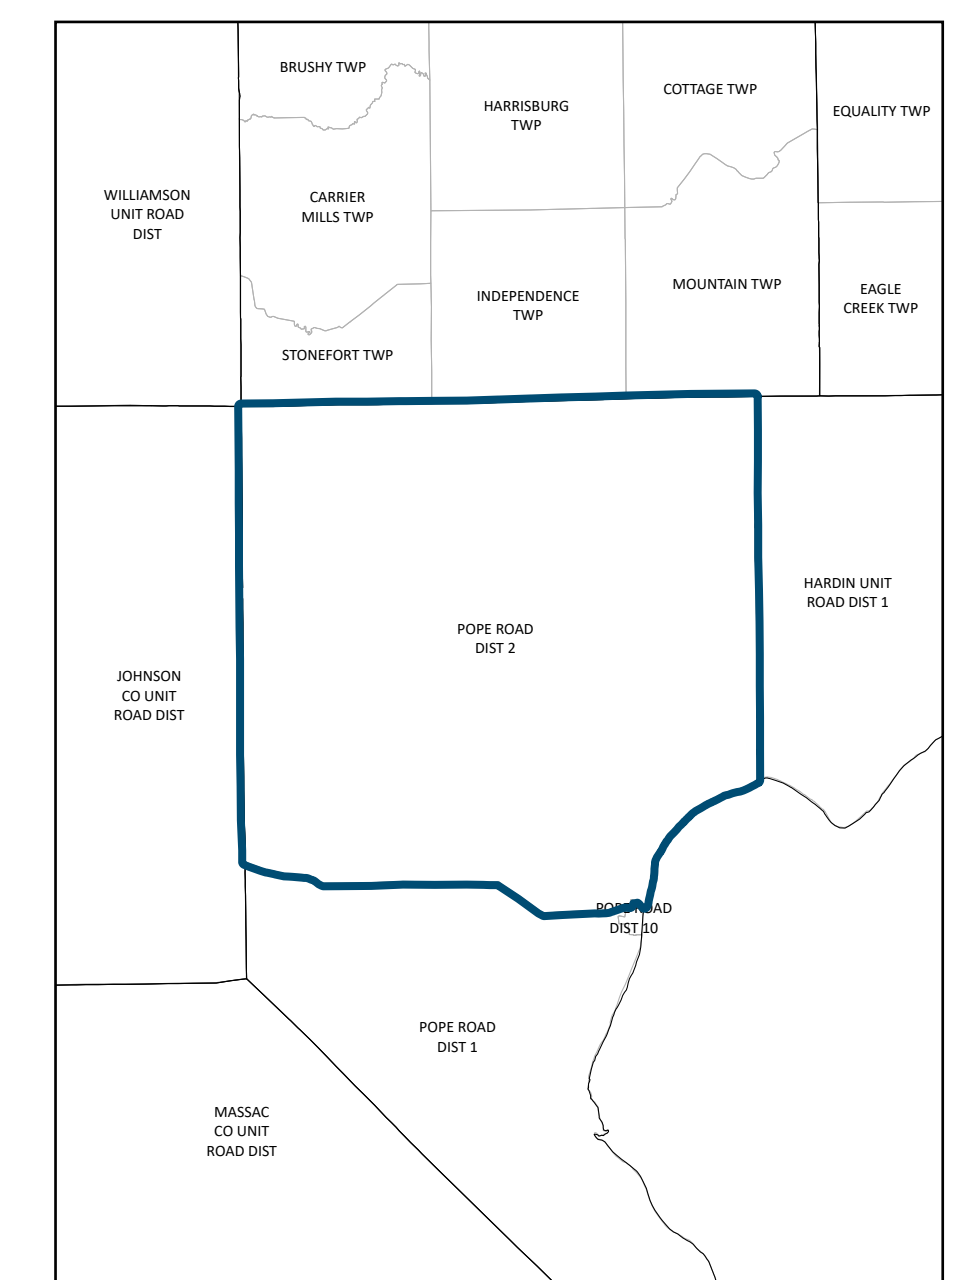 BRUSHY TWP
COTTAGE TWP
HARRISBURG
TWP
EQUALITY TWP
WILLIAMSON
UNIT ROAD
DIST
CARRIER
MILLS TWP
MOUNTAIN TWP
EAGLE
CREEK TWP
INDEPENDENCE
TWP
STONEFORT TWP
HARDIN UNIT
ROAD DIST 1
POPE ROAD
DIST 2
JOHNSON
CO UNIT
ROAD DIST
POPE ROAD
DIST 10
POPE ROAD
DIST 1
MASSAC
CO UNIT
ROAD DIST